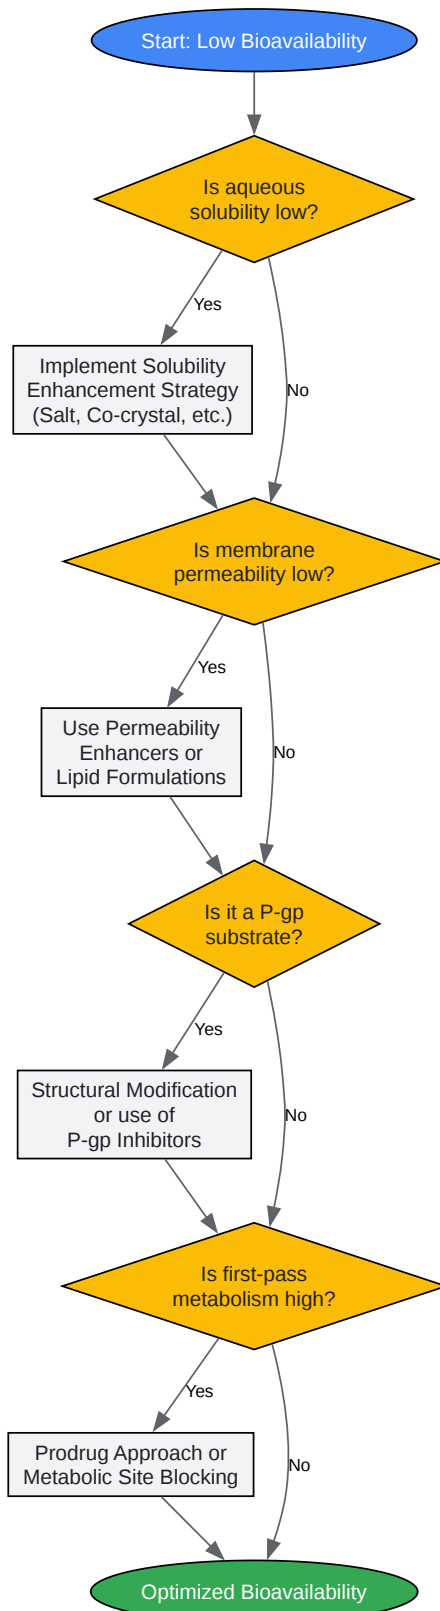 Start: Low Bioavailability
Is aqueous
solubility low?
Yes
No
Implement Solubility
Enhancement Strategy
(Salt, Co-crystal, etc.)
Is membrane
permeability low?
Yes
No
Use Permeability
Enhancers or
Lipid Formulations
Is it a P-gp
substrate?
Yes
No
Structural Modification
or use of
P-gp Inhibitors
Is first-pass
metabolism high?
Yes
No
Prodrug Approach or
Metabolic Site Blocking
Optimized Bioavailability